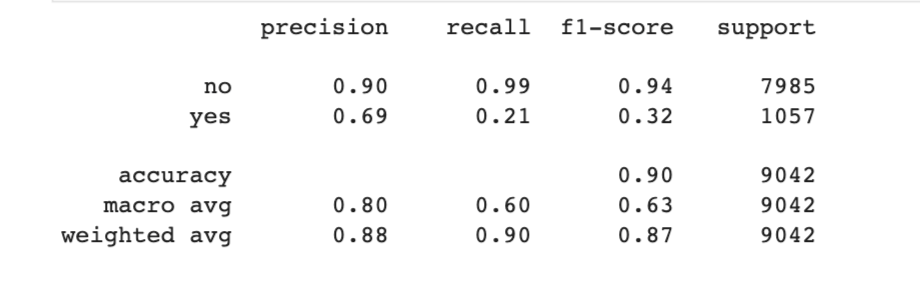 precision recall f1-score support
no 0.90 0.99 0.94 7985
yes 0.69 0.21 0.32 1057
accuracy 0.90 9042
macro avg 0.80 0.60 0.63 9042
weighted avg 0.88 0.90 0.87 9042